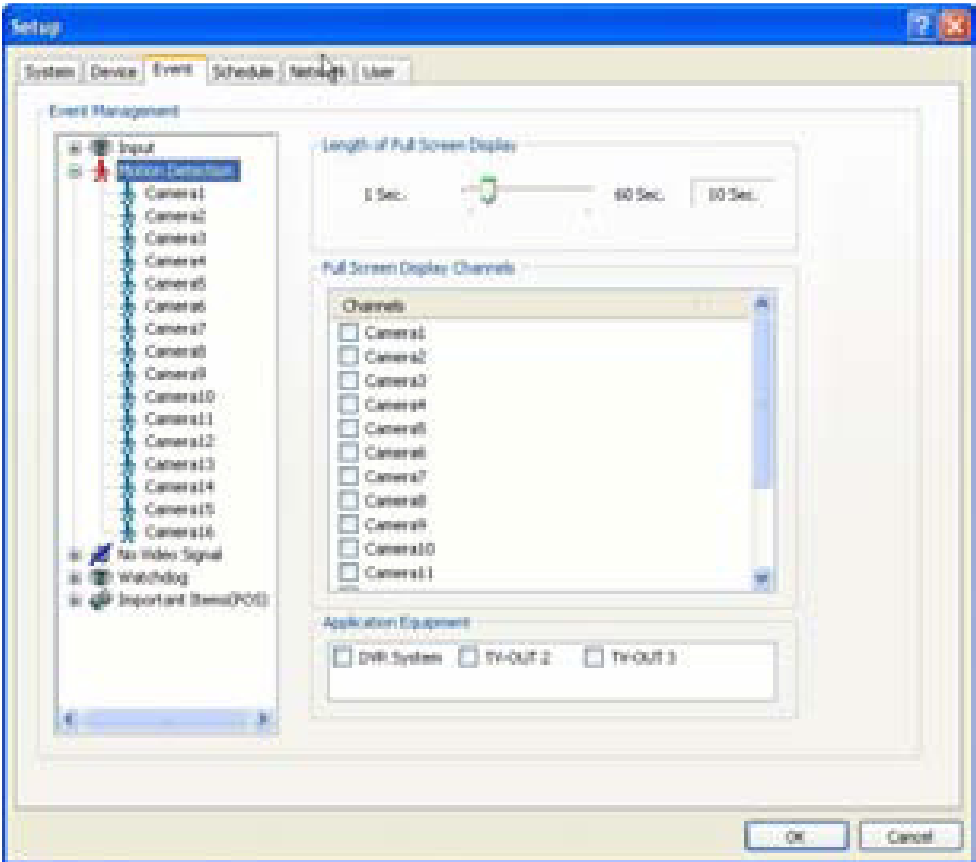 Setup
System Device Event Schedule Network User
Event Management
Input
Motion Detection
Camera1
Camera2
Camera3
Camera4
Camera5
Camera6
Camera7
Camera8
Camera9
Camera10
Camera11
Camera12
Camera13
Camera14
Camera15
Camera16
No Video Signal
Watchdog
Important Items(POS)
Length of Full Screen Display
1 Sec. 60 Sec. 10 Sec.
Full Screen Display Channels
Channels
Camera1
Camera2
Camera3
Camera4
Camera5
Camera6
Camera7
Camera8
Camera9
Camera10
Camera11
Application Equipment
DVR System TV-OUT 2 TV-OUT 3
OK Cancel